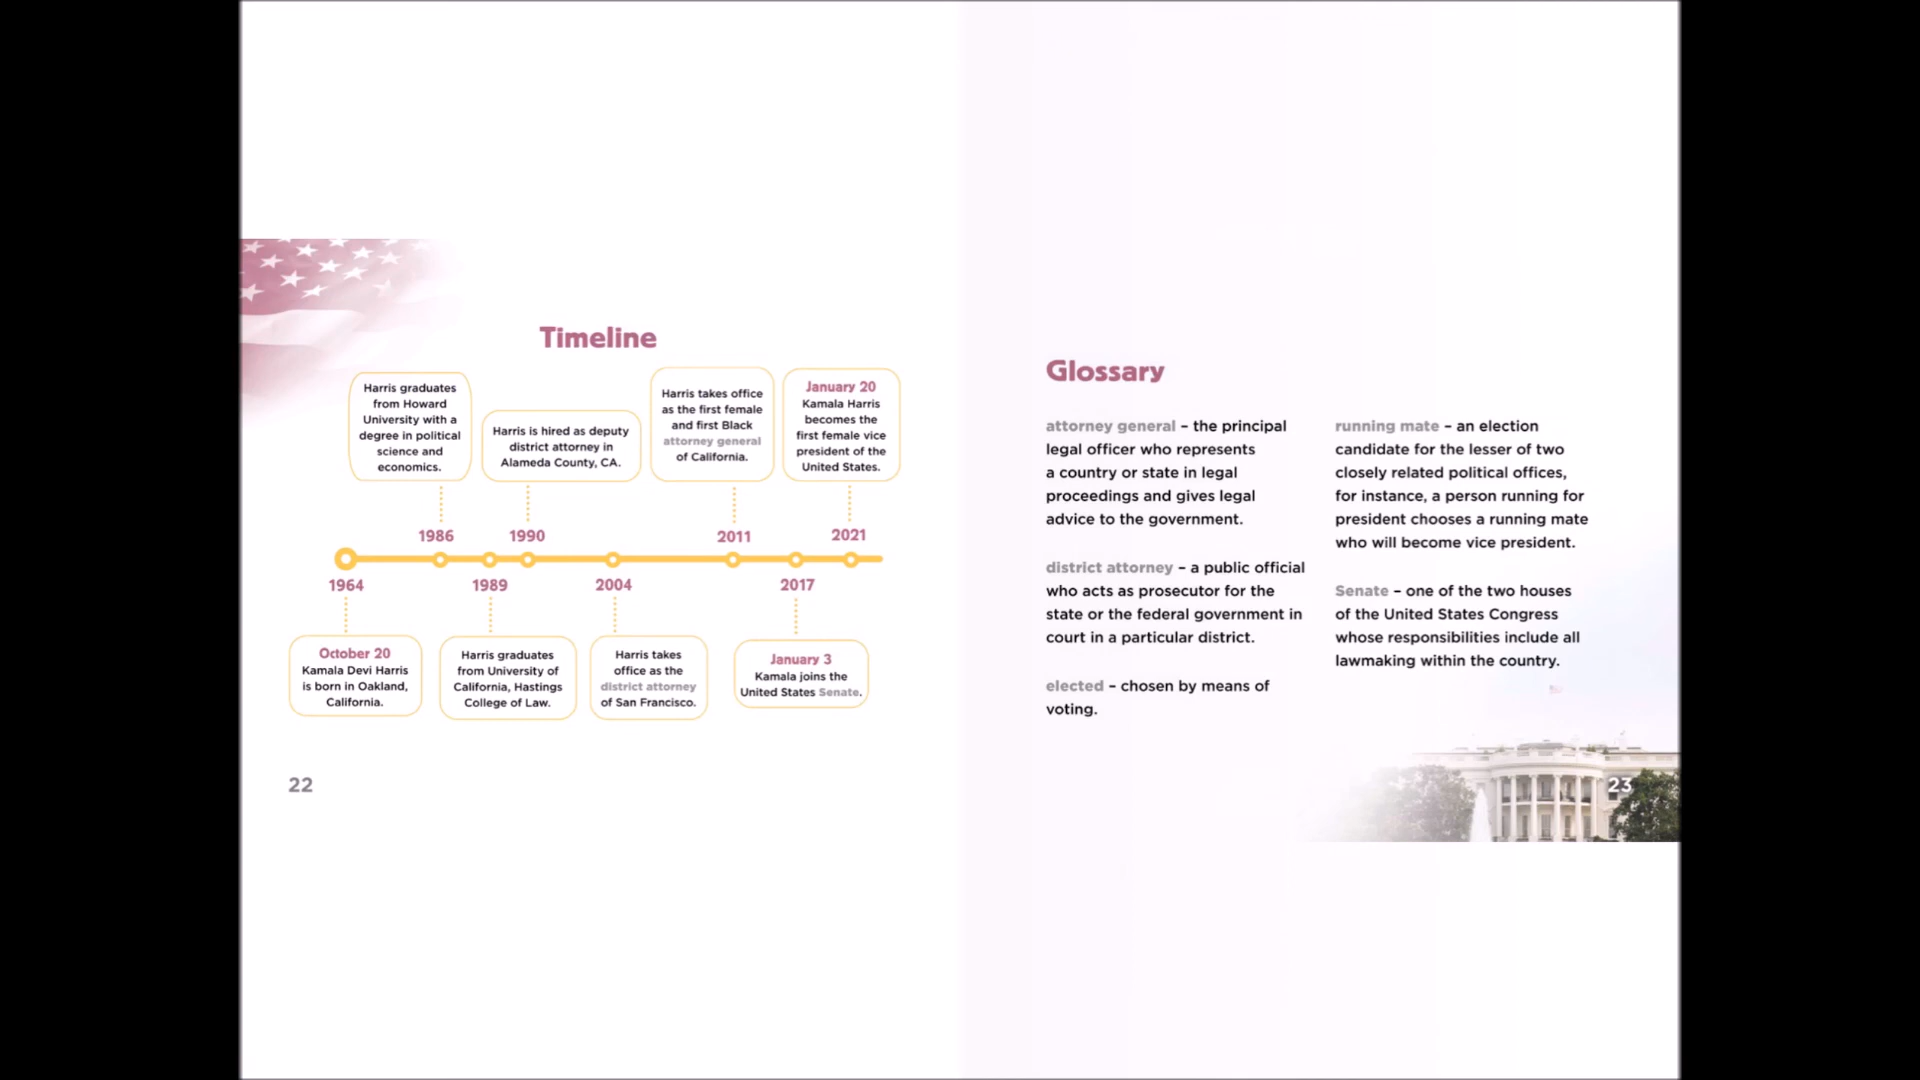 Timeline
Harris graduates
from Howard
University with a
degree in political
science and
economics.
Harris is hired as deputy
district attorney in
Alameda County, CA.
Harris takes office
as the first female
and first Black
attorney general
of California.
January 20
Kamala Harris
becomes the
first female vice
president of the
United States.
1986
1990
2011
2021
1964
1989
2004
2017
October 20
Kamala Devi Harris
is born in Oakland,
California.
Harris graduates
from University of
California, Hastings
College of Law.
Harris takes
office as the
district attorney
of San Francisco.
January 3
Kamala joins the
United States Senate.
22
Glossary
attorney general – the principal
legal officer who represents
a country or state in legal
proceedings and gives legal
advice to the government.
district attorney – a public official
who acts as prosecutor for the
state or the federal government in
court in a particular district.
elected – chosen by means of
voting.
running mate – an election
candidate for the lesser of two
closely related political offices,
for instance, a person running for
president chooses a running mate
who will become vice president.
Senate – one of the two houses
of the United States Congress
whose responsibilities include all
lawmaking within the country.
23